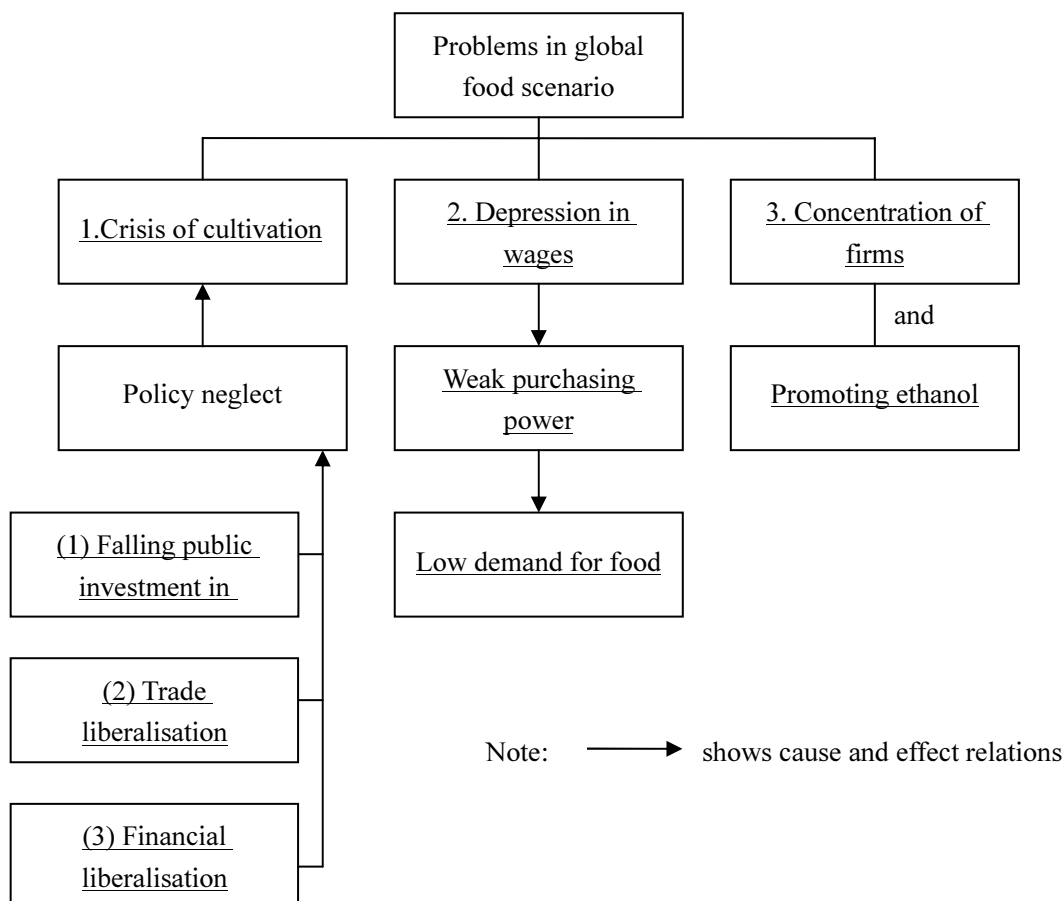 Problems in global
food scenario
1.Crisis of cultivation
2. Depression in
wages
3. Concentration of
firms
and
Policy neglect
Weak purchasing
power
Promoting ethanol
(1) Falling public
investment in
Low demand for food
(2) Trade
liberalisation
Note: shows cause and effect relations
(3) Financial
liberalisation